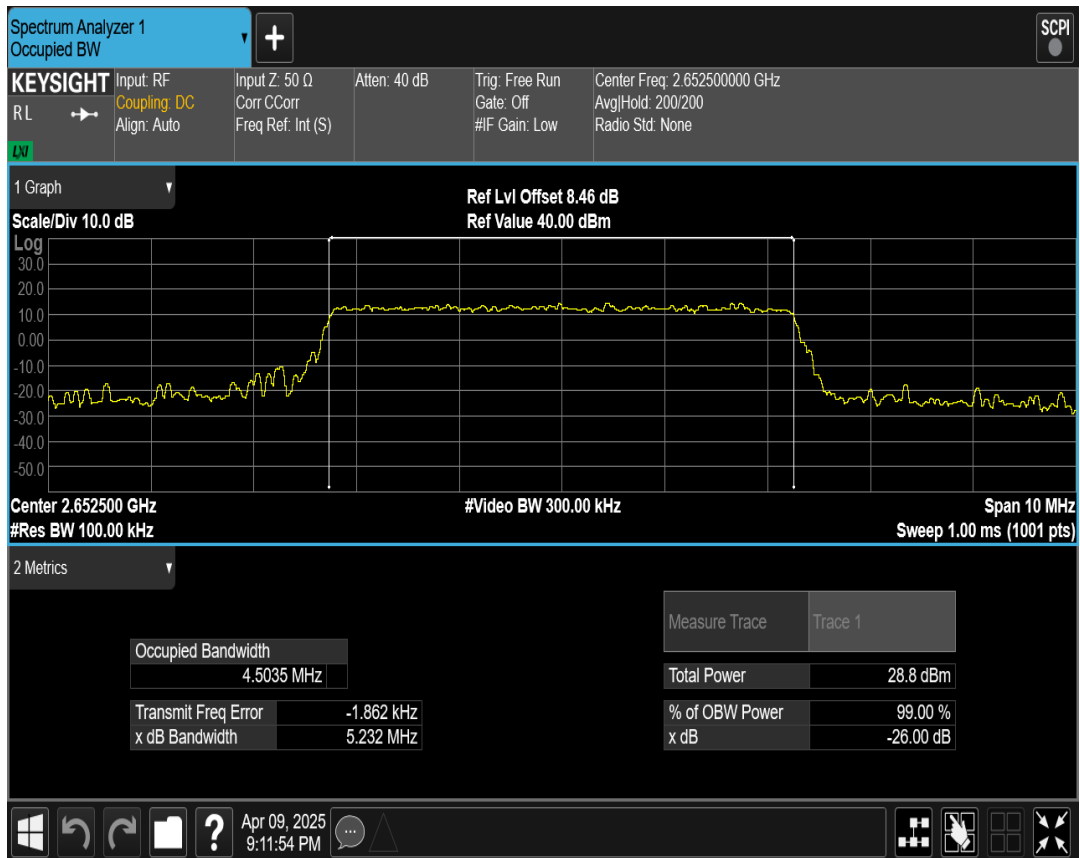 Spectrum Analyzer 1
Occupied BW
+
SCPI
KEYSIGHT
RL
LXI
Input: RF
Coupling: DC
Align: Auto
Input Z: 50 Ω
Corr CCorr
Freq Ref: Int (S)
Atten: 40 dB
Trig: Free Run
Gate: Off
#IF Gain: Low
Center Freq: 2.652500000 GHz
Avg|Hold: 200/200
Radio Std: None
1 Graph
Scale/Div 10.0 dB
Ref Lvl Offset 8.46 dB
Ref Value 40.00 dBm
Log
30.0
20.0
10.0
0.00
-10.0
-20.0
-30.0
-40.0
-50.0
Center 2.652500 GHz
#Video BW 300.00 kHz
Span 10 MHz
#Res BW 100.00 kHz
Sweep 1.00 ms (1001 pts)
2 Metrics
Measure Trace Trace 1
Occupied Bandwidth
4.5035 MHz
Total Power 28.8 dBm
Transmit Freq Error -1.862 kHz
% of OBW Power 99.00 %
x dB Bandwidth 5.232 MHz
x dB -26.00 dB
?
Apr 09, 2025
9:11:54 PM